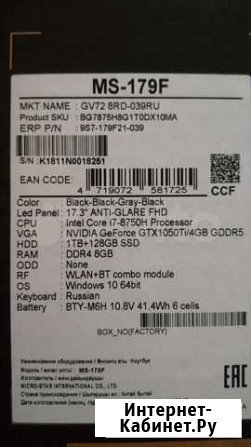 MS-179F
MKT NAME : GV72 8RD-039RU
Product SKU : BG7875H8G1T0DX10MA
ERP P/N : 9S7-179F21-039
S/N : K1811N0018251
EAN CODE:
4 719072 581725
CCF
Color : Black-Black-Gray-Black
Led Panel : 17.3" ANTI-GLARE FHD
CPU : Intel Core i7-8750H Processor
VGA : NVIDIA GeForce GTX1050Ti/4GB GDDR5
HDD : 1TB+128GB SSD
RAM : DDR4 8GB
ODD : None
RF : WLAN+BT combo module
OS : Windows 10 64bit
Keyboard : Russian
Battery : BTY-M6H 10.8V 41.4Wh 6 cells
BOX_NO(FACTORY)
MS-179F
MICRO-STAR INTERNATIONAL CO., LTD
EAC
Интернет-
Кабинет.Ру